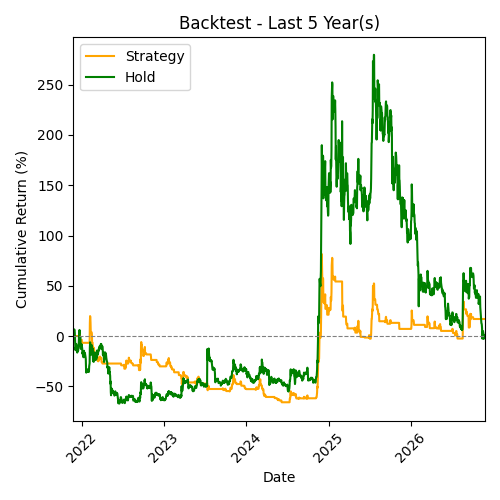 Backtest - Last 5 Year(s)
Strategy
Hold
Cumulative Return (%)
250
200
150
100
50
0
−50
2022
2023
2024
2025
2026
Date